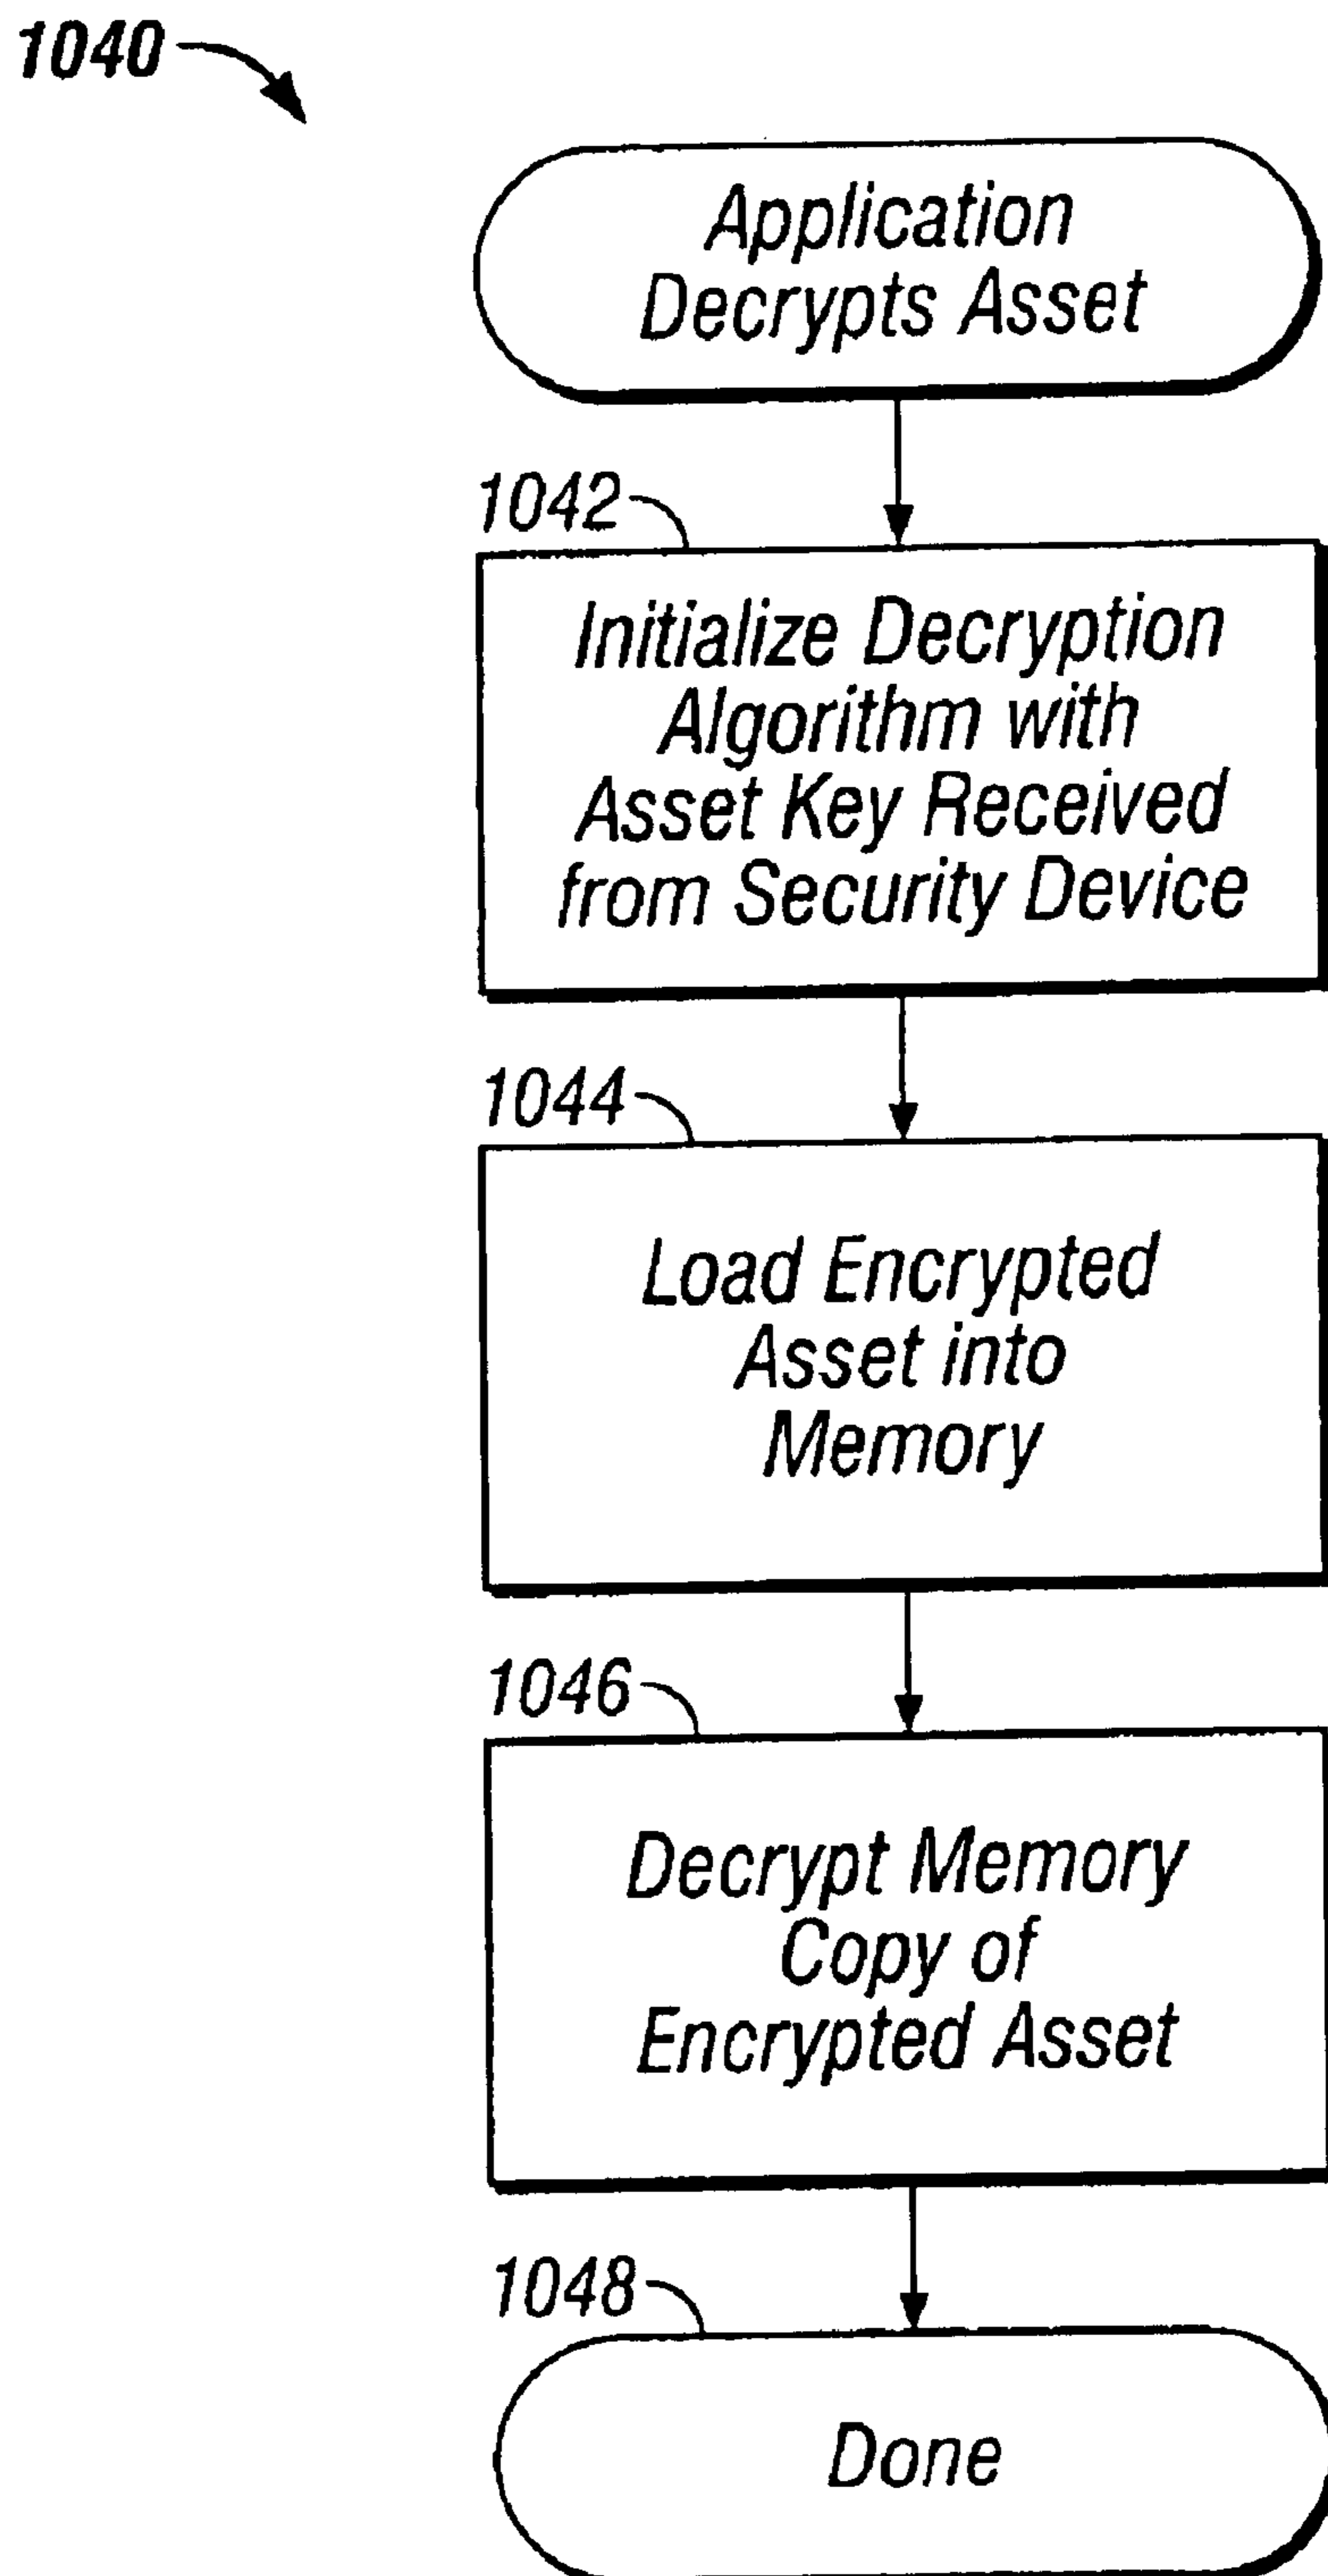 1040
Application
Decrypts Asset
1042
Initialize Decryption
Algorithm with
Asset Key Received
from Security Device
1044
Load Encrypted
Asset into
Memory
1046
Decrypt Memory
Copy of
Encrypted Asset
1048
Done